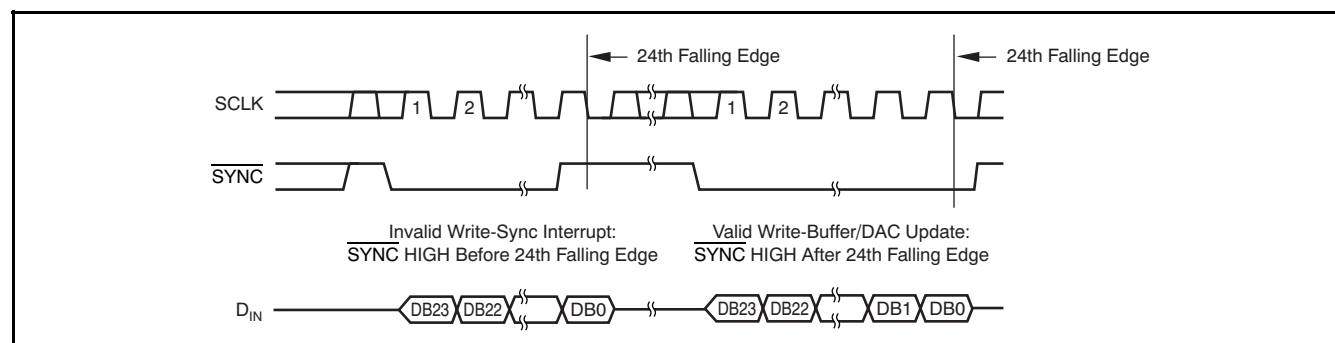 24th Falling Edge 24th Falling Edge
SCLK 1 2 1 2
SYNC
Invalid Write-Sync Interrupt: Valid Write-Buffer/DAC Update:
SYNC HIGH Before 24th Falling Edge SYNC HIGH After 24th Falling Edge
DIN DB23 DB22 DB0 DB23 DB22 DB1 DB0